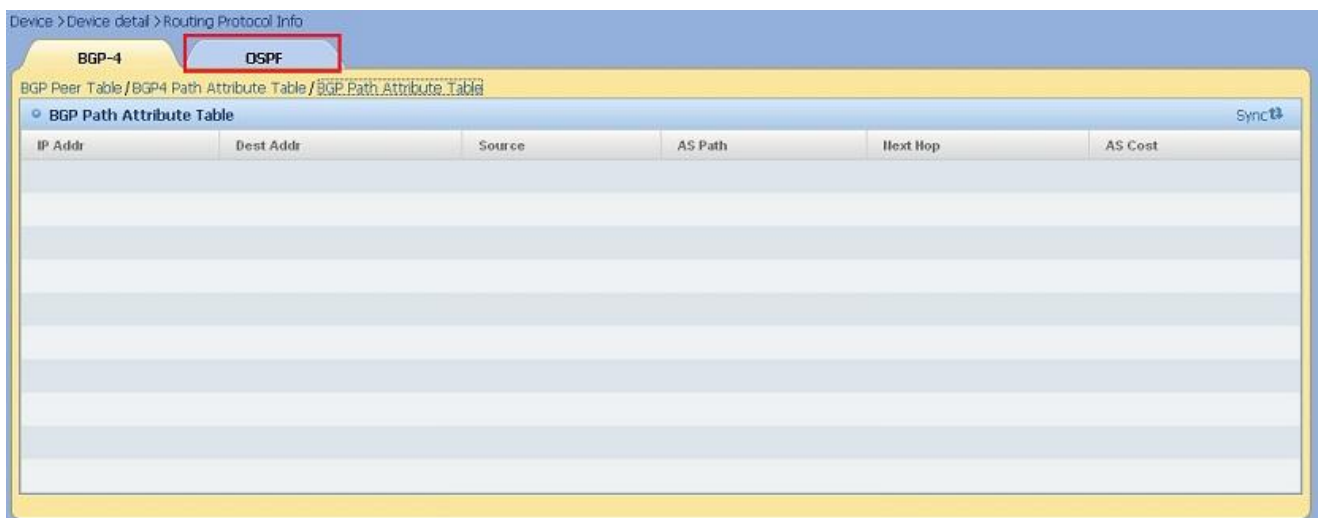 Device >Device detail >Routing Protocol Info
BGP-4
OSPF
BGP Peer Table / BGP4 Path Attribute Table / BGP Path Attribute Table
BGP Path Attribute Table
Sync
IP Addr Dest Addr Source AS Path Next Hop AS Cost